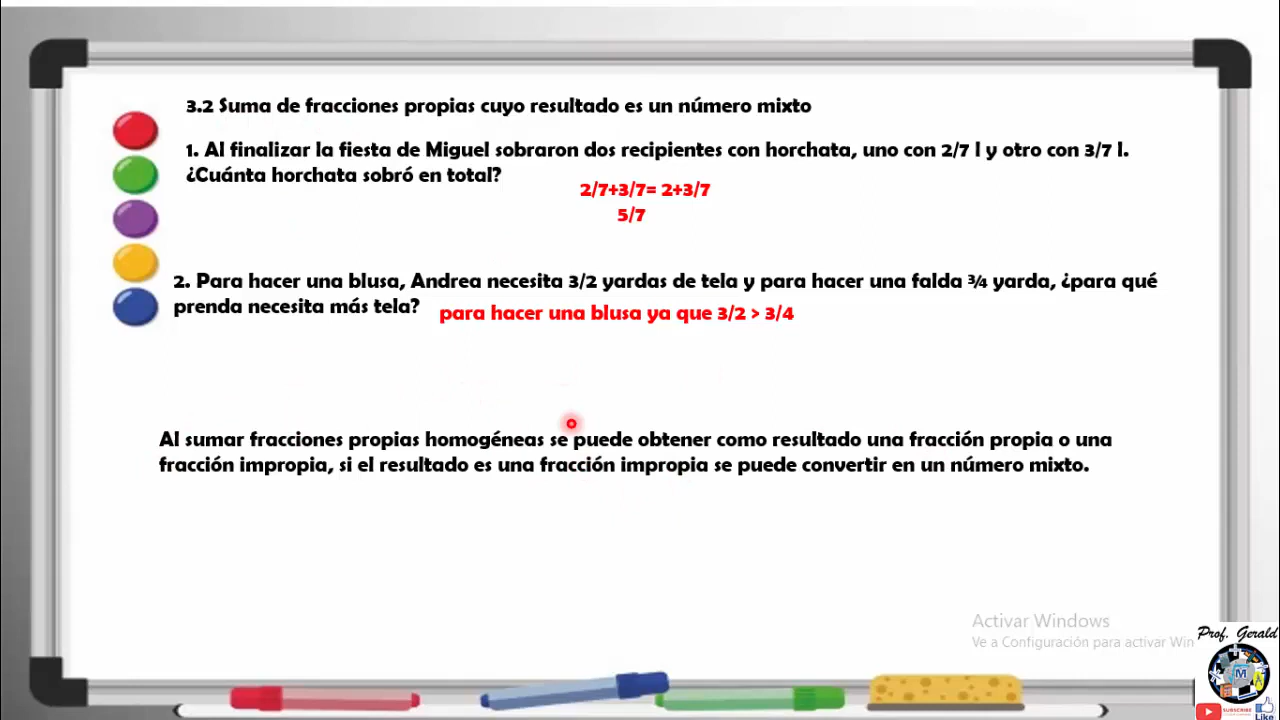 3.2 Suma de fracciones propias cuyo resultado es un número mixto
1. Al finalizar la fiesta de Miguel sobraron dos recipientes con horchata, uno con 2/7 l y otro con 3/7 l.
¿Cuánta horchata sobró en total?
2/7+3/7= 2+3/7
5/7
2. Para hacer una blusa, Andrea necesita 3/2 yardas de tela y para hacer una falda ¾ yarda, ¿para qué
prenda necesita más tela?
para hacer una blusa ya que 3/2 > 3/4
Al sumar fracciones propias homogéneas se puede obtener como resultado una fracción propia o una
fracción impropia, si el resultado es una fracción impropia se puede convertir en un número mixto.
Activar Windows
Ve a Configuración para activar Win
Prof. Gerald
M
SUBSCRIBE
Like